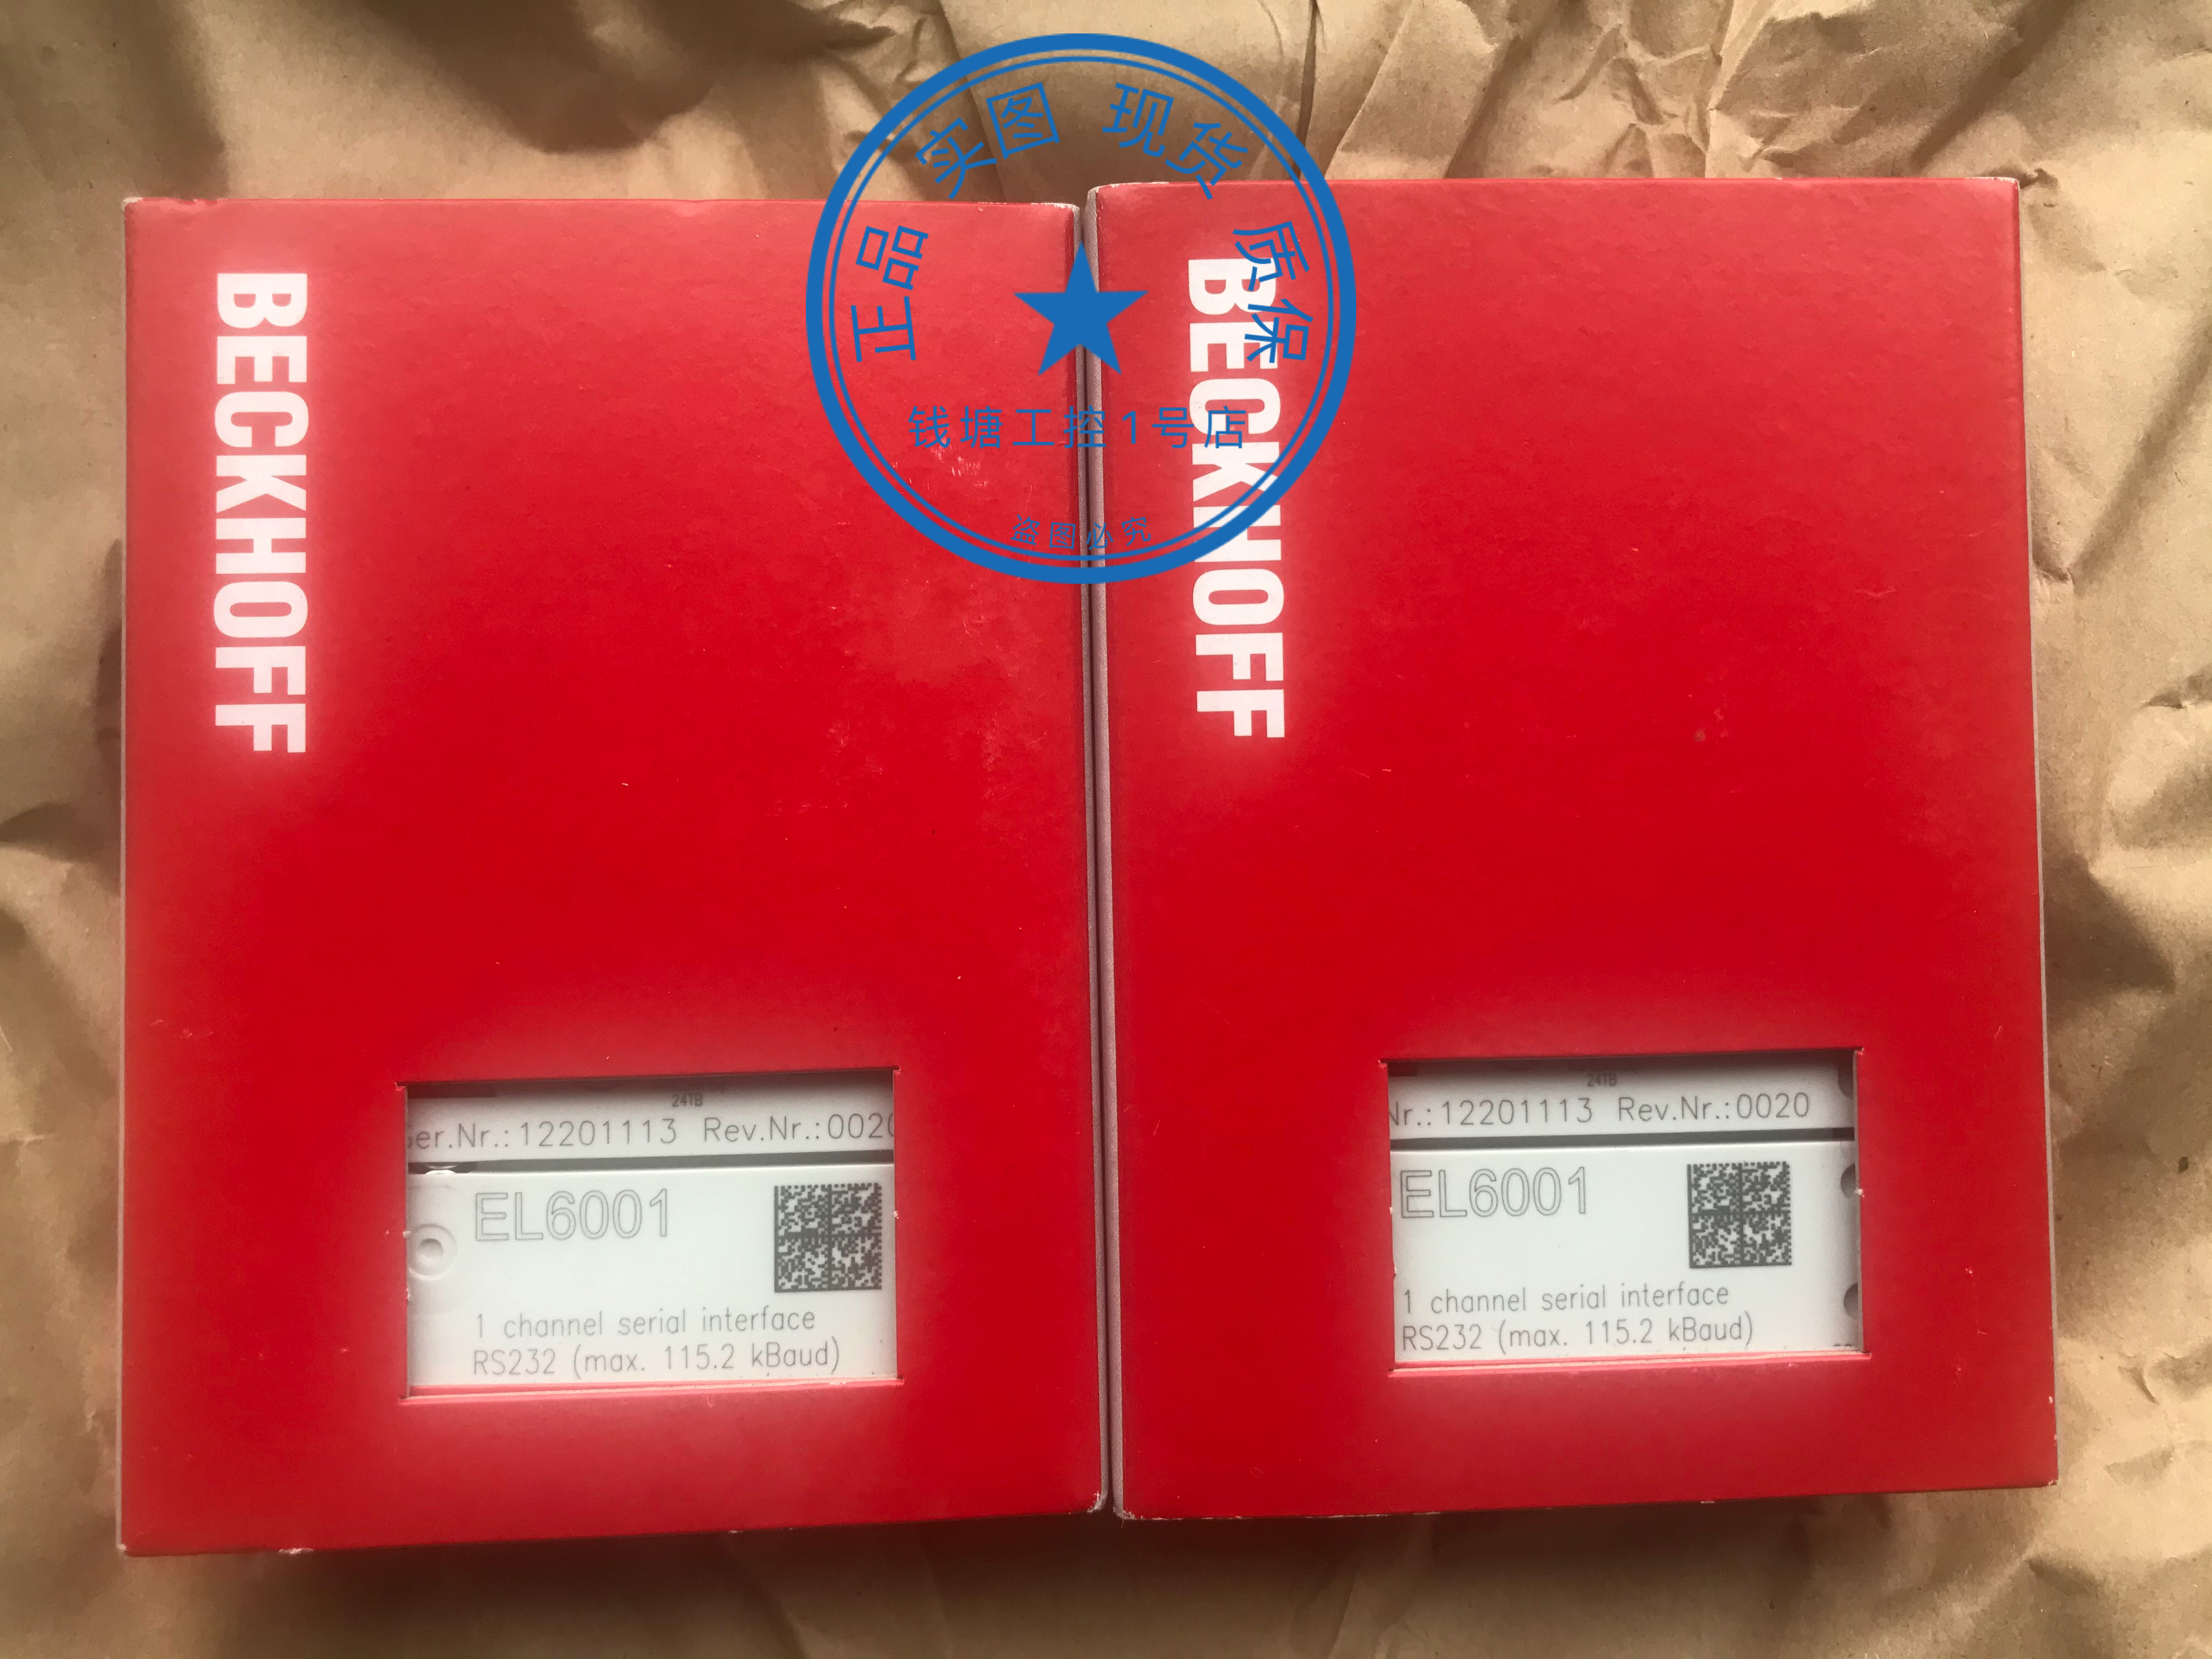 正品 实图 现货 质保
钱塘工控1号店
盗图必究
BECKHOFF
241B
Ser.Nr.:12201113 Rev.Nr.:0020
EL6001
1 channel serial interface
RS232 (max. 115.2 kBaud)
BECKHOFF
241B
Nr.:12201113 Rev.Nr.:0020
EL6001
1 channel serial interface
RS232 (max. 115.2 kBaud)